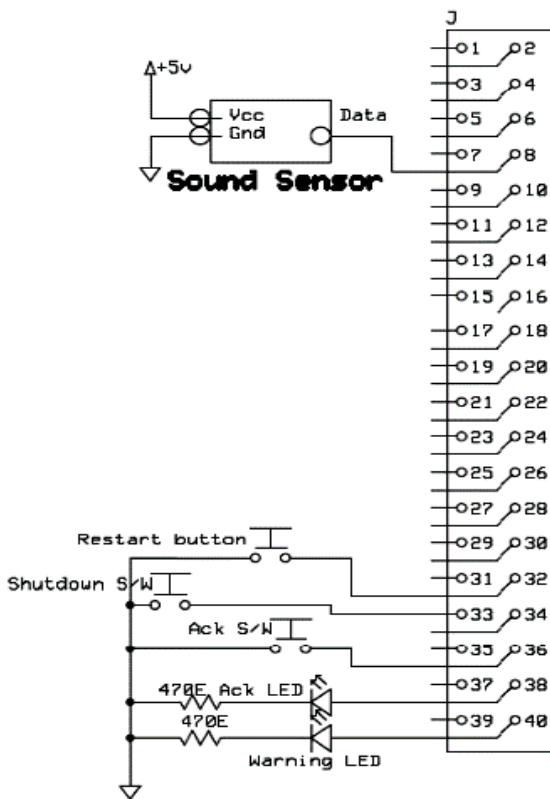 J
1 2
+5v
3 4
Vcc Data
5 6
Gnd
7 8
Sound Sensor
9 10
11 12
13 14
15 16
17 18
19 20
21 22
23 24
25 26
27 28
Restart button
29 30
31 32
Shutdown S/W
33 34
Ack S/W
35 36
470E Ack LED
37 38
470E
39 40
Warning LED